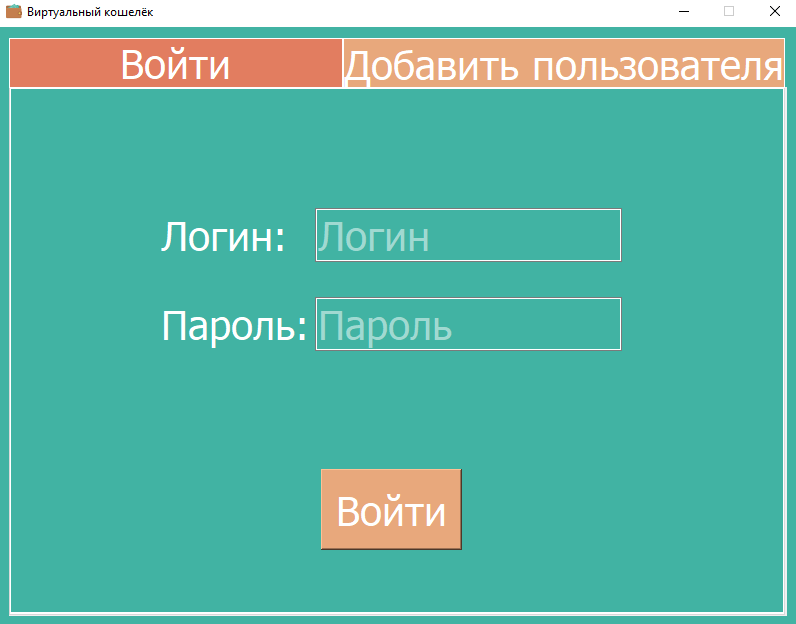 Виртуальный кошелёк
Войти
Добавить пользователя
Логин:
Логин
Пароль:
Пароль
Войти